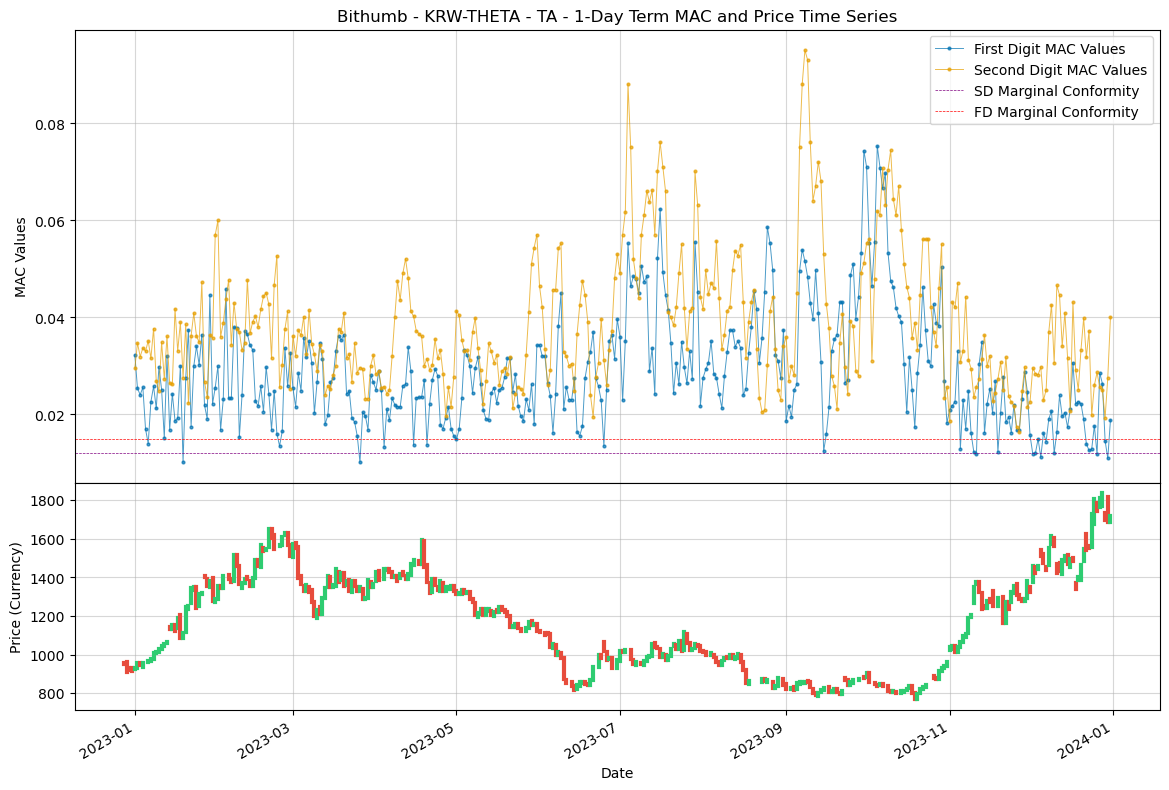 Bithumb - KRW-THETA - TA - 1-Day Term MAC and Price Time Series
First Digit MAC Values
Second Digit MAC Values
SD Marginal Conformity
FD Marginal Conformity
MAC Values
0.08
0.06
0.04
0.02
Price (Currency)
1800
1600
1400
1200
1000
800
2023-01
2023-03
2023-05
2023-07
2023-09
2023-11
2024-01
Date